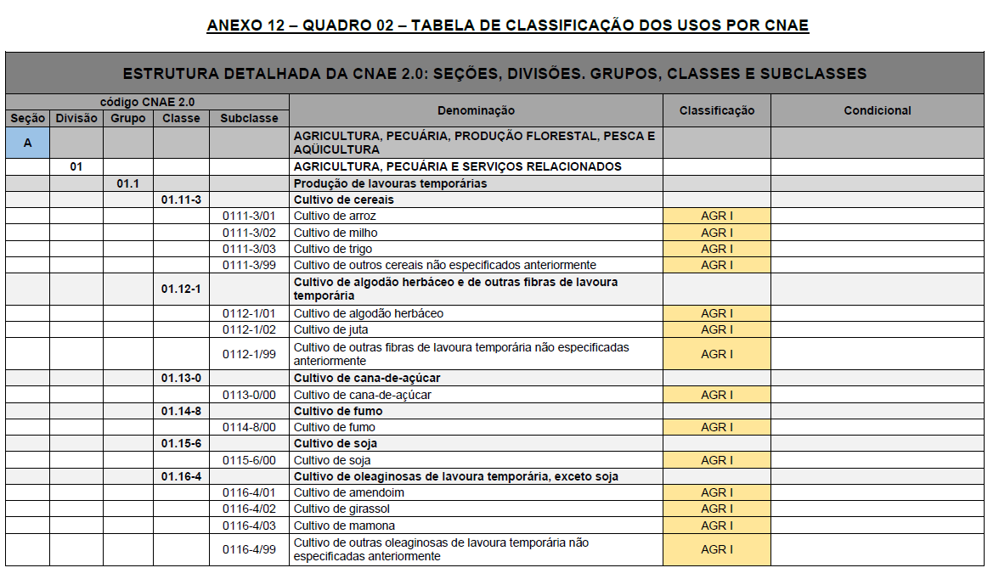 ANEXO 12 – QUADRO 02 – TABELA DE CLASSIFICAÇÃO DOS USOS POR CNAE
ESTRUTURA DETALHADA DA CNAE 2.0: SEÇÕES, DIVISÕES. GRUPOS, CLASSES E SUBCLASSES
código CNAE 2.0 Denominação Classificação Condicional
Seção Divisão Grupo Classe Subclasse
A AGRICULTURA, PECUÁRIA, PRODUÇÃO FLORESTAL, PESCA E
AQÜICULTURA
01 AGRICULTURA, PECUÁRIA E SERVIÇOS RELACIONADOS
01.1 Produção de lavouras temporárias
01.11-3 Cultivo de cereais
0111-3/01 Cultivo de arroz AGR I
0111-3/02 Cultivo de milho AGR I
0111-3/03 Cultivo de trigo AGR I
0111-3/99 Cultivo de outros cereais não especificados anteriormente AGR I
01.12-1 Cultivo de algodão herbáceo e de outras fibras de lavoura
temporária
0112-1/01 Cultivo de algodão herbáceo AGR I
0112-1/02 Cultivo de juta AGR I
0112-1/99 Cultivo de outras fibras de lavoura temporária não especificadas
anteriormente AGR I
01.13-0 Cultivo de cana-de-açúcar
0113-0/00 Cultivo de cana-de-açúcar AGR I
01.14-8 Cultivo de fumo
0114-8/00 Cultivo de fumo AGR I
01.15-6 Cultivo de soja
0115-6/00 Cultivo de soja AGR I
01.16-4 Cultivo de oleaginosas de lavoura temporária, exceto soja
0116-4/01 Cultivo de amendoim AGR I
0116-4/02 Cultivo de girassol AGR I
0116-4/03 Cultivo de mamona AGR I
0116-4/99 Cultivo de outras oleaginosas de lavoura temporária não
especificadas anteriormente AGR I